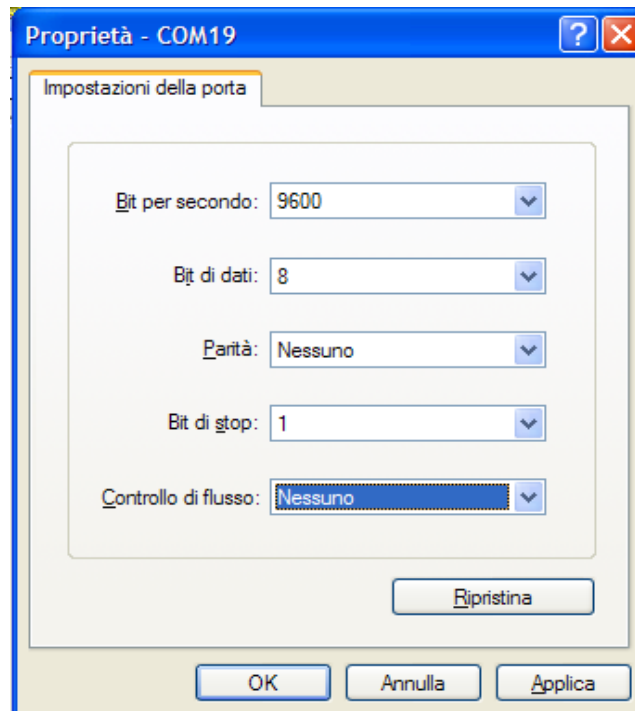 Proprietà - COM19
Impostazioni della porta
Bit per secondo: 9600
Bit di dati: 8
Parità: Nessuno
Bit di stop: 1
Controllo di flusso: Nessuno
Ripristina
OK Annulla Applica